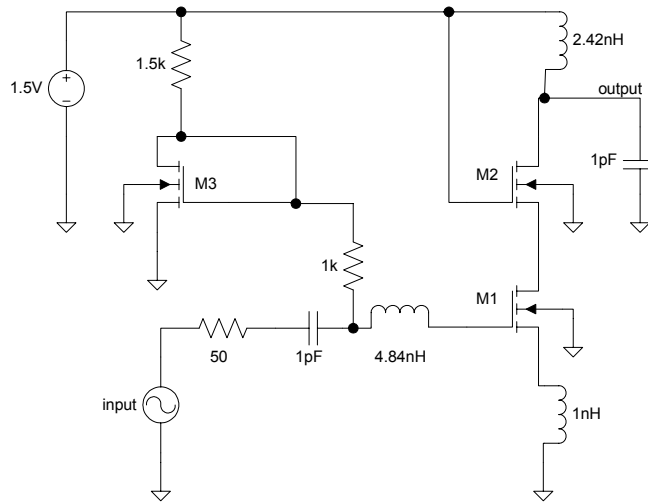 2.42nH
1.5k
1.5V
output
1pF
M3
M2
1k
M1
50
1pF
4.84nH
input
1nH